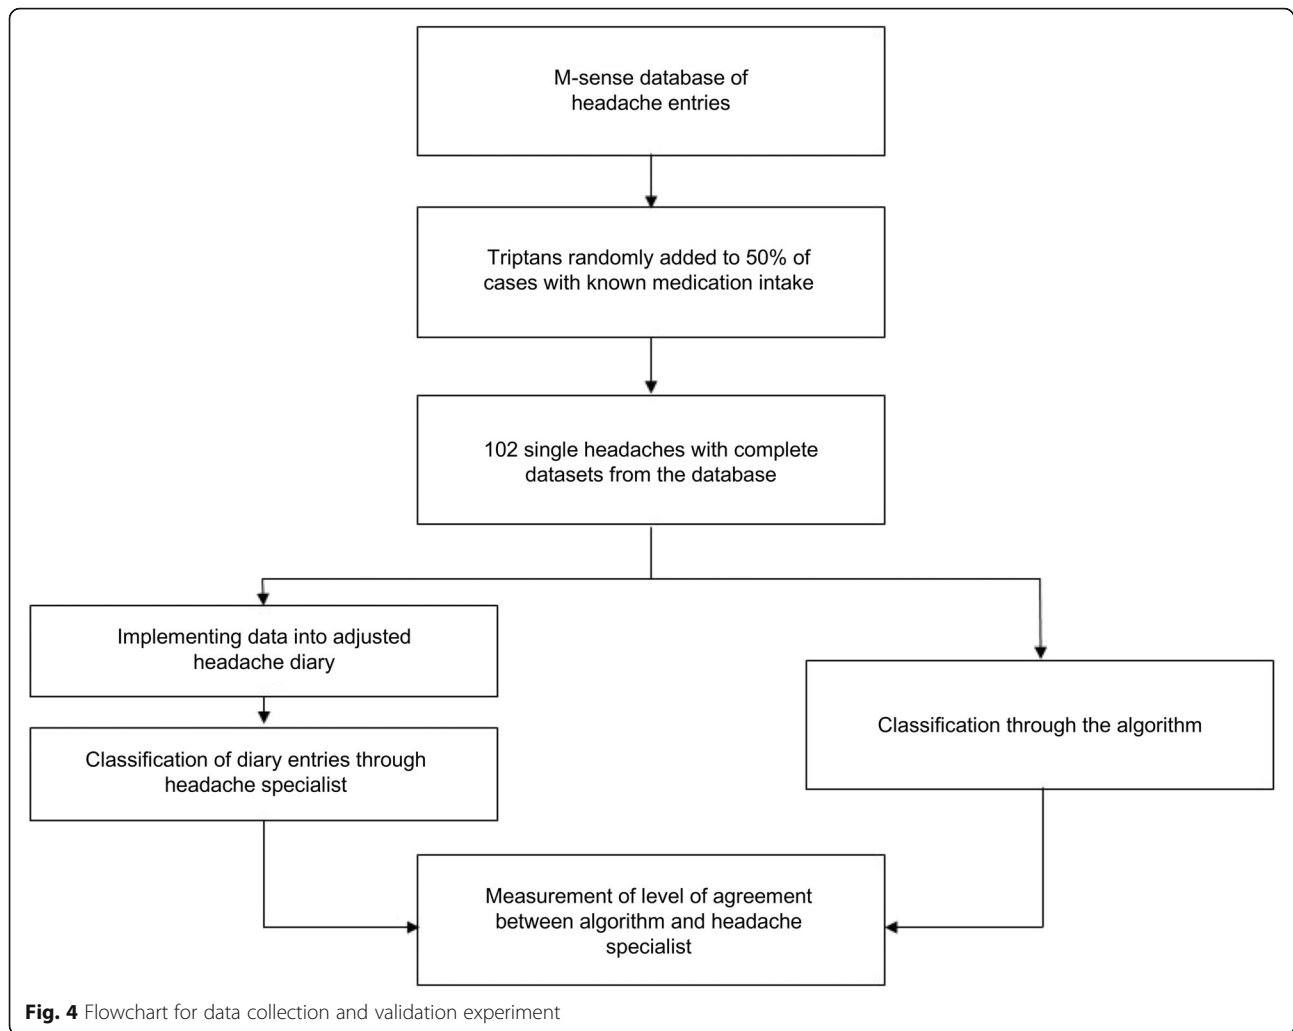 M-sense database of
headache entries
Triptans randomly added to 50% of
cases with known medication intake
102 single headaches with complete
datasets from the database
Implementing data into adjusted
headache diary
Classification of diary entries through
headache specialist
Classification through the algorithm
Measurement of level of agreement
between algorithm and headache
specialist
Fig. 4 Flowchart for data collection and validation experiment